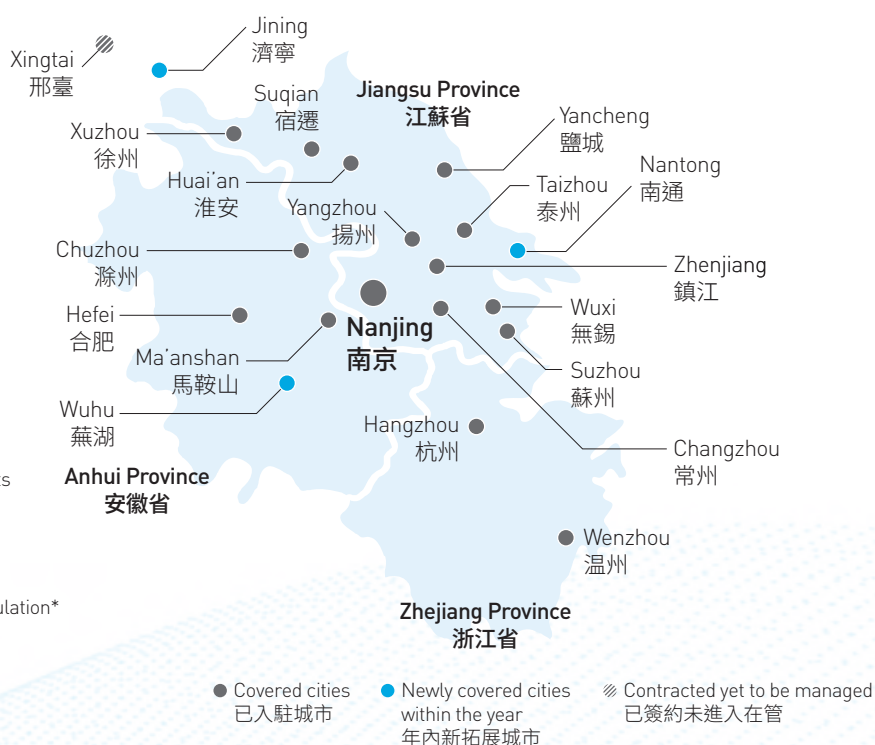 Jining
濟寧
Xingtai
邢臺
Suqian
宿遷
Jiangsu Province
江蘇省
Xuzhou
徐州
Yancheng
鹽城
Huai'an
淮安
Taizhou
泰州
Nantong
南通
Yangzhou
揚州
Chuzhou
滁州
Zhenjiang
鎮江
Hefei
合肥
Nanjing
南京
Wuxi
無錫
Ma'anshan
馬鞍山
Suzhou
蘇州
Wuhu
蕪湖
Hangzhou
杭州
Changzhou
常州
Anhui Province
安徽省
Wenzhou
温州
Zhejiang Province
浙江省
Covered cities
已入駐城市
Newly covered cities
within the year
年內新拓展城市
Contracted yet to be managed
已簽約未進入在管